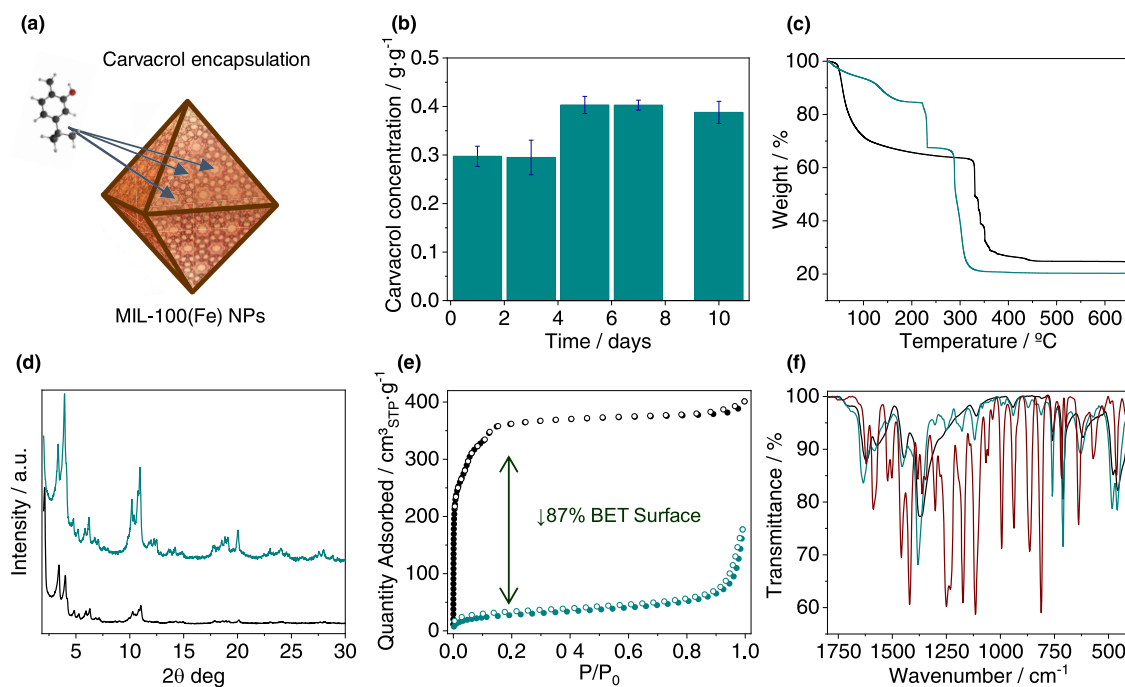 (a)
Carvacrol encapsulation
MIL-100(Fe) NPs
(b)
Carvacrol concentration / g·g⁻¹
0.5
0.4
0.3
0.2
0.1
0.0
0 2 4 6 8 10
Time / days
(c)
Weight / %
100
80
60
40
20
100 200 300 400 500 600
Temperature / ºC
(d)
Intensity / a.u.
5 10 15 20 25 30
2θ deg
(e)
Quantity Adsorbed / cm³STP·g⁻¹
400
350
300
250
200
150
100
50
0
↓87% BET Surface
0.0 0.2 0.4 0.6 0.8 1.0
P/P₀
(f)
Transmittance / %
100
90
80
70
60
1750 1500 1250 1000 750 500
Wavenumber / cm⁻¹